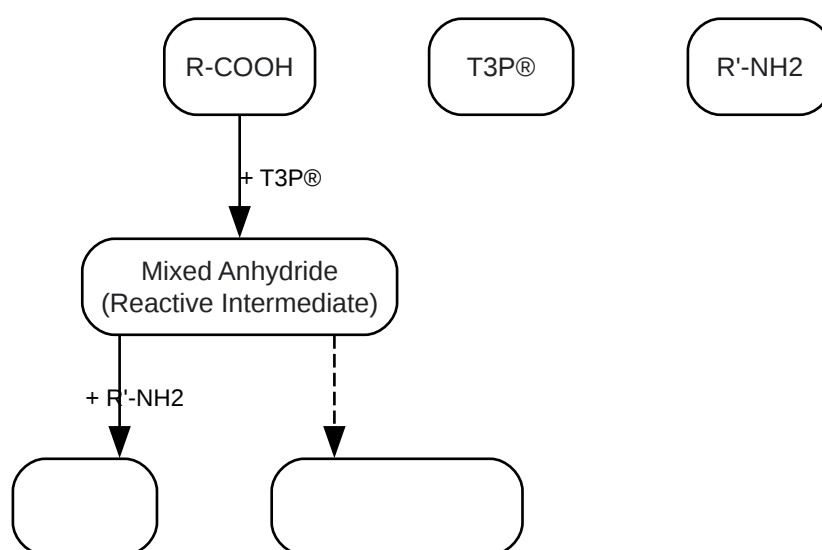 R-COOH
T3P®
R'-NH2
+ T3P®
Mixed Anhydride
(Reactive Intermediate)
+ R'-NH2